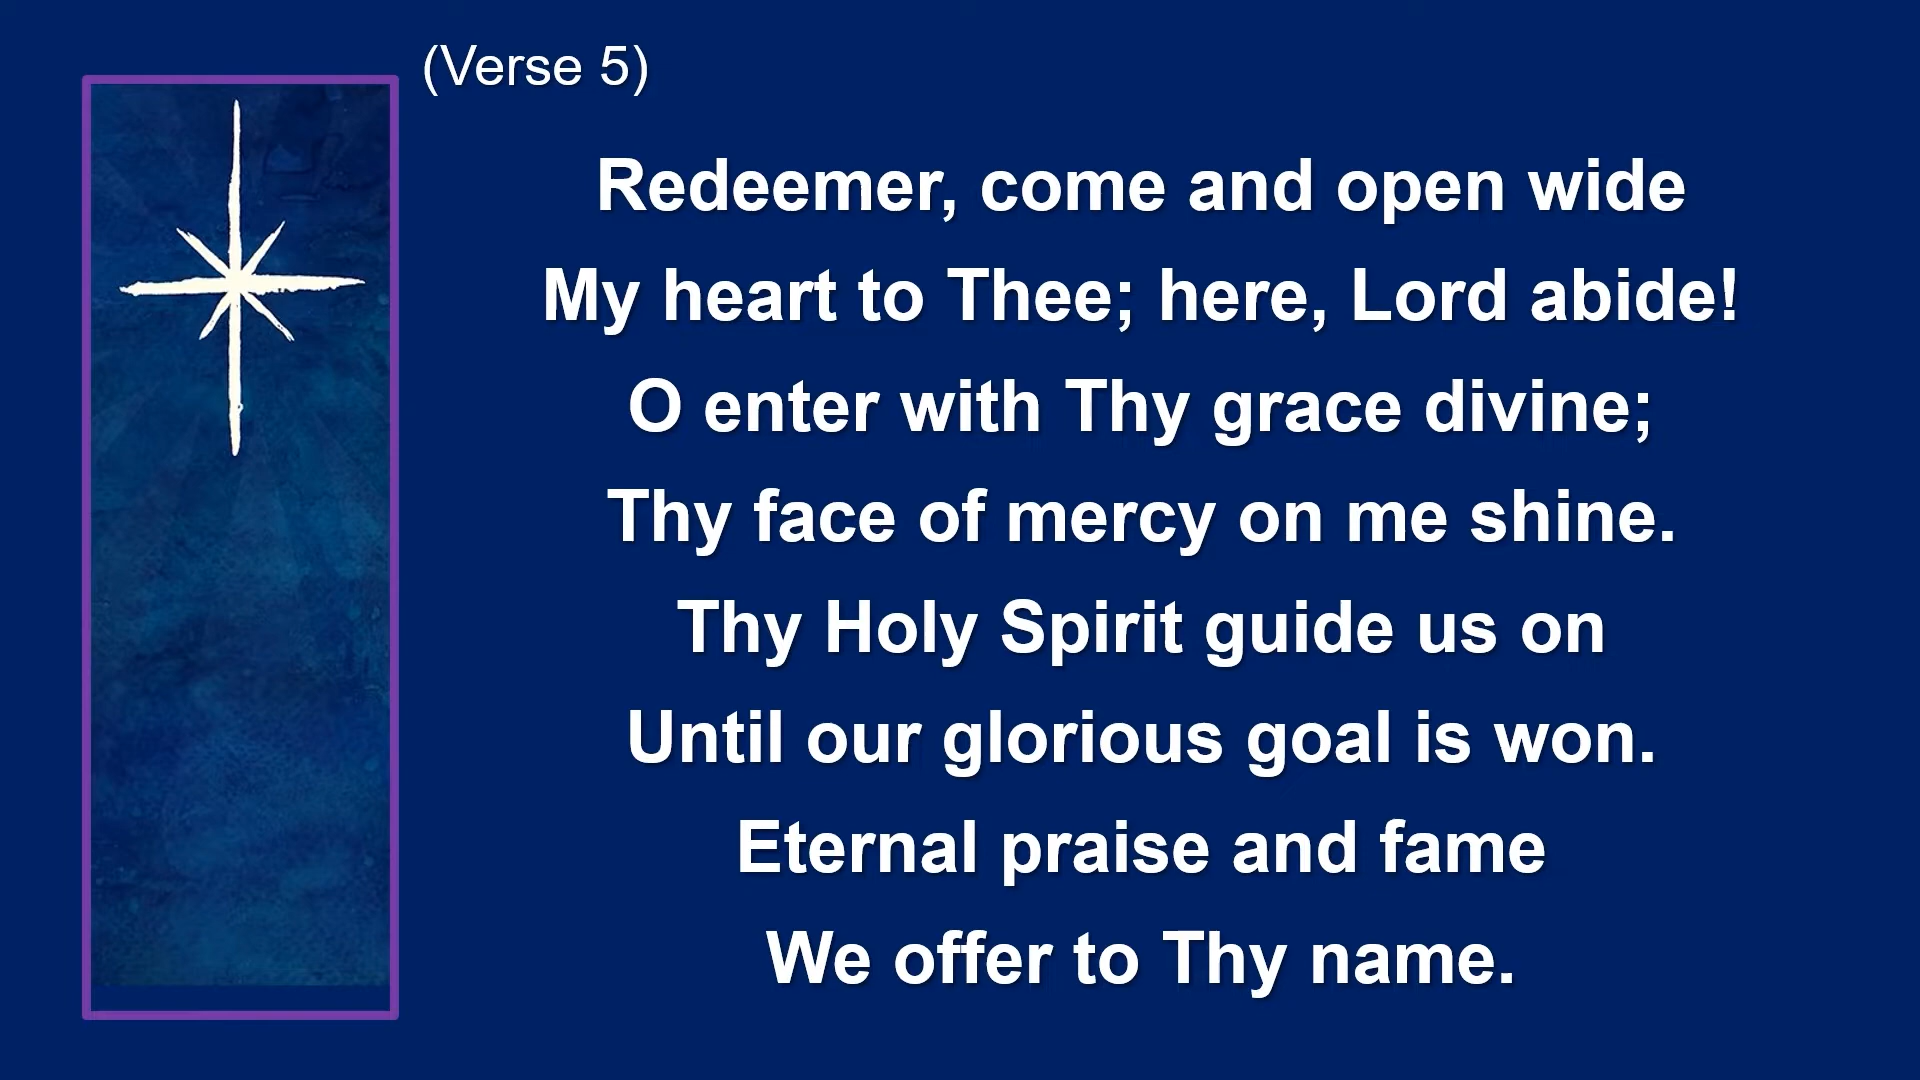 (Verse 5)
Redeemer, come and open wide
My heart to Thee; here, Lord abide!
O enter with Thy grace divine;
Thy face of mercy on me shine.
Thy Holy Spirit guide us on
Until our glorious goal is won.
Eternal praise and fame
We offer to Thy name.